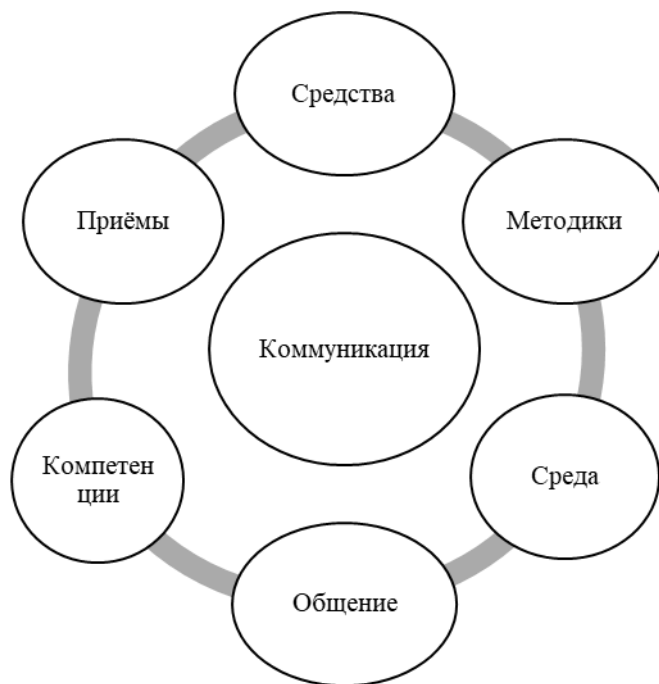 Средства
Приёмы
Методики
Коммуникация
Компетен
ции
Среда
Общение